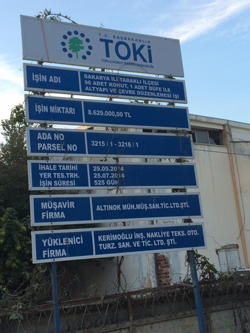 T.C. BAŞBAKANLIK
TOKİ
İŞİN ADI
SAKARYA İLİ TARAKLI İLÇESİ
96 ADET KONUT, 1 ADET BÜFE İLE
ALTYAPI VE ÇEVRE DÜZENLEMESİ İŞİ
İŞİN MİKTARI
8.625.000,00 TL
ADA NO
PARSEL NO
3215 / 1 - 3216 / 1
İHALE TARİHİ
29.05.2014
YER TES.TRH.
25.07.2014
İŞİN SÜRESİ
525 GÜN
MÜŞAVİR
FİRMA
ALTINOK MÜH.MÜŞ.SAN.TİC.LTD.ŞTİ.
YÜKLENİCİ
FİRMA
KERİMOĞLU İNŞ. NAKLİYE TEKS. OTO.
TURZ. SAN. VE TİC. LTD. ŞTİ.